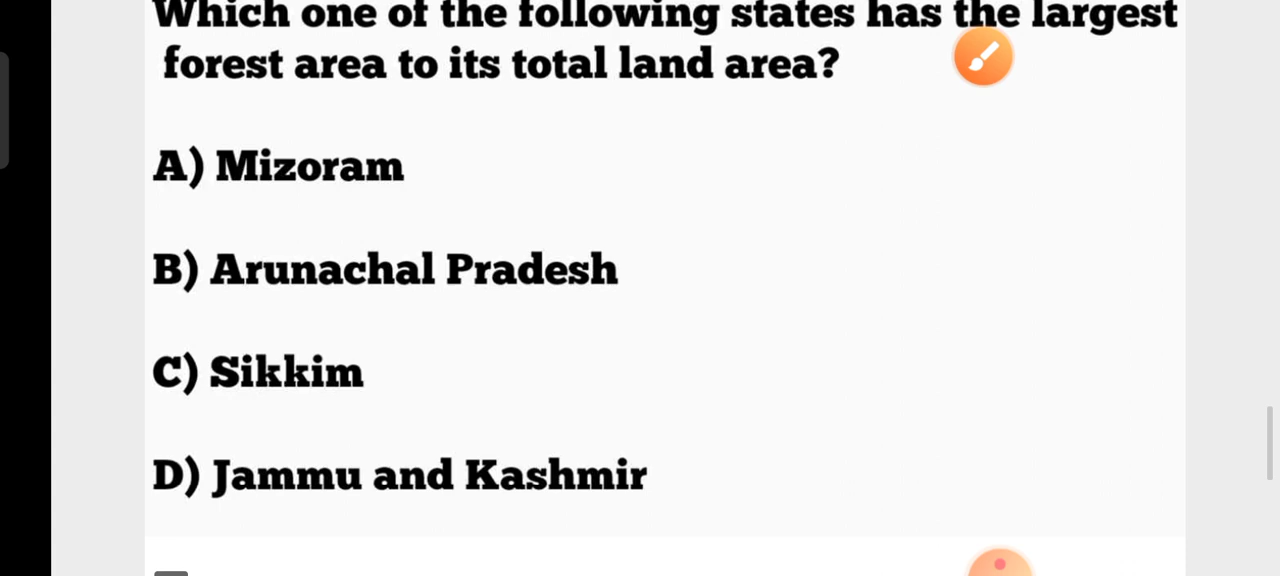 Which one of the following states has the largest
forest area to its total land area?
A) Mizoram
B) Arunachal Pradesh
C) Sikkim
D) Jammu and Kashmir